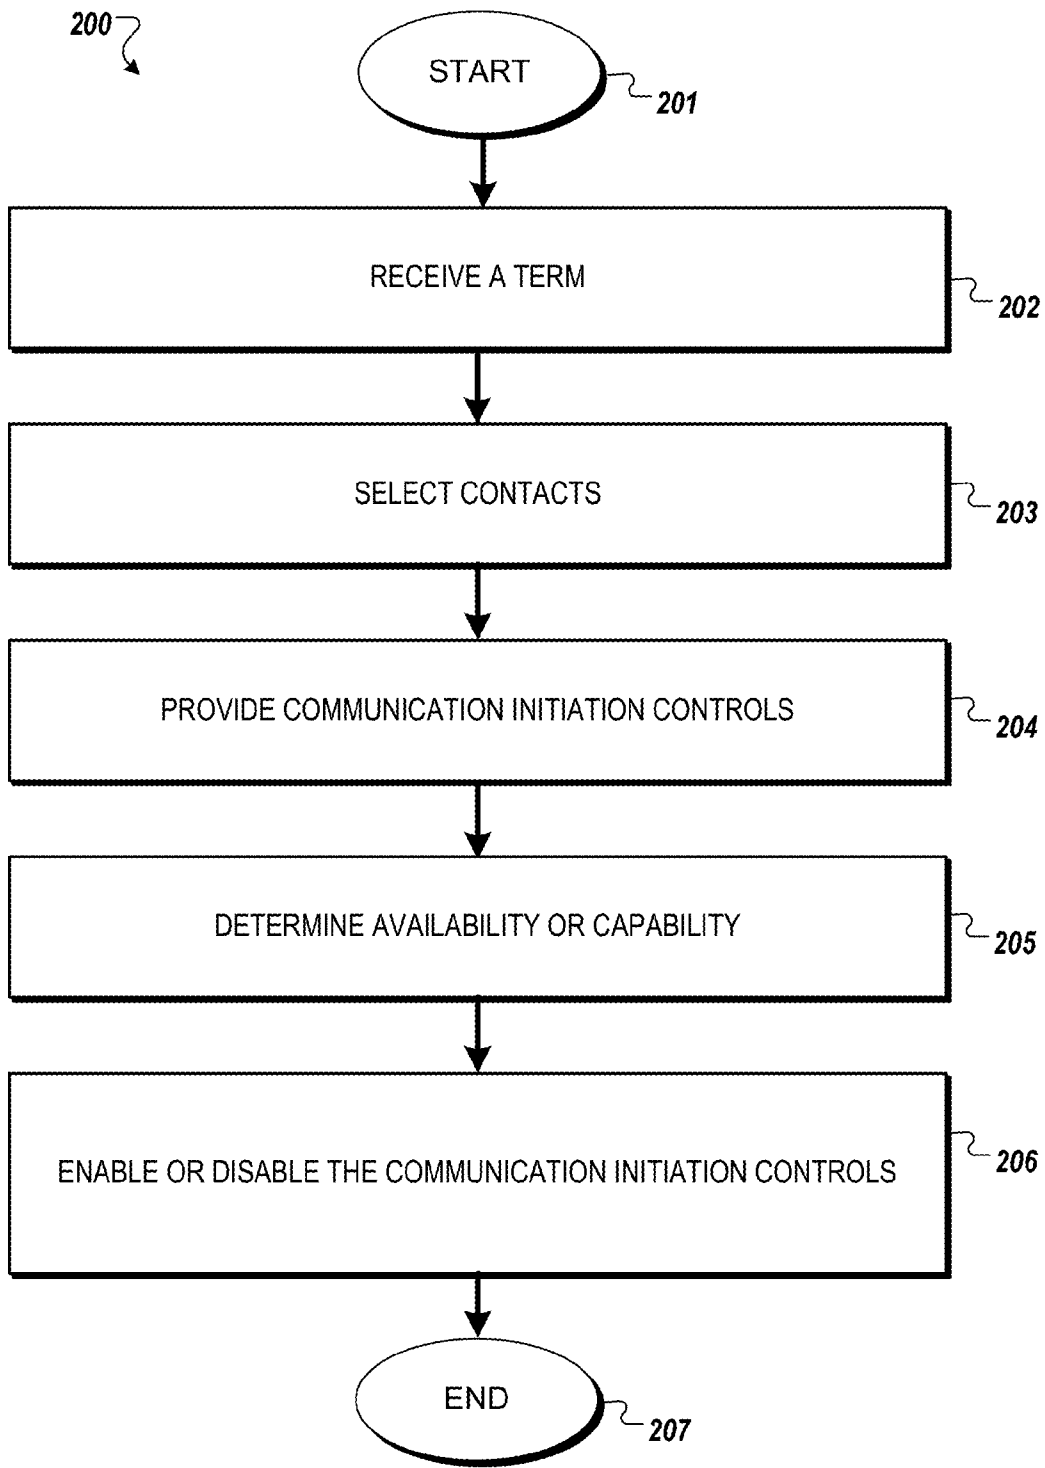 200
START
201
RECEIVE A TERM
202
SELECT CONTACTS
203
PROVIDE COMMUNICATION INITIATION CONTROLS
204
DETERMINE AVAILABILITY OR CAPABILITY
205
ENABLE OR DISABLE THE COMMUNICATION INITIATION CONTROLS
206
END
207